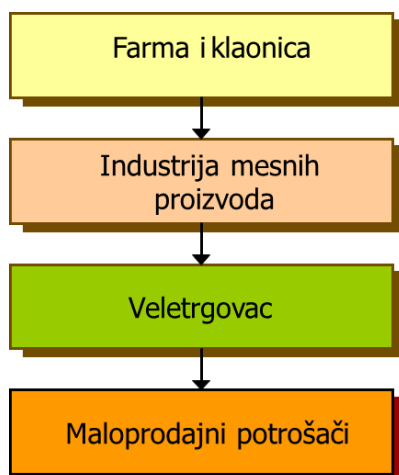 Farma i klaonica
Industrija mesnih
proizvoda
Veletrgovac
Maloprodajni potrošači